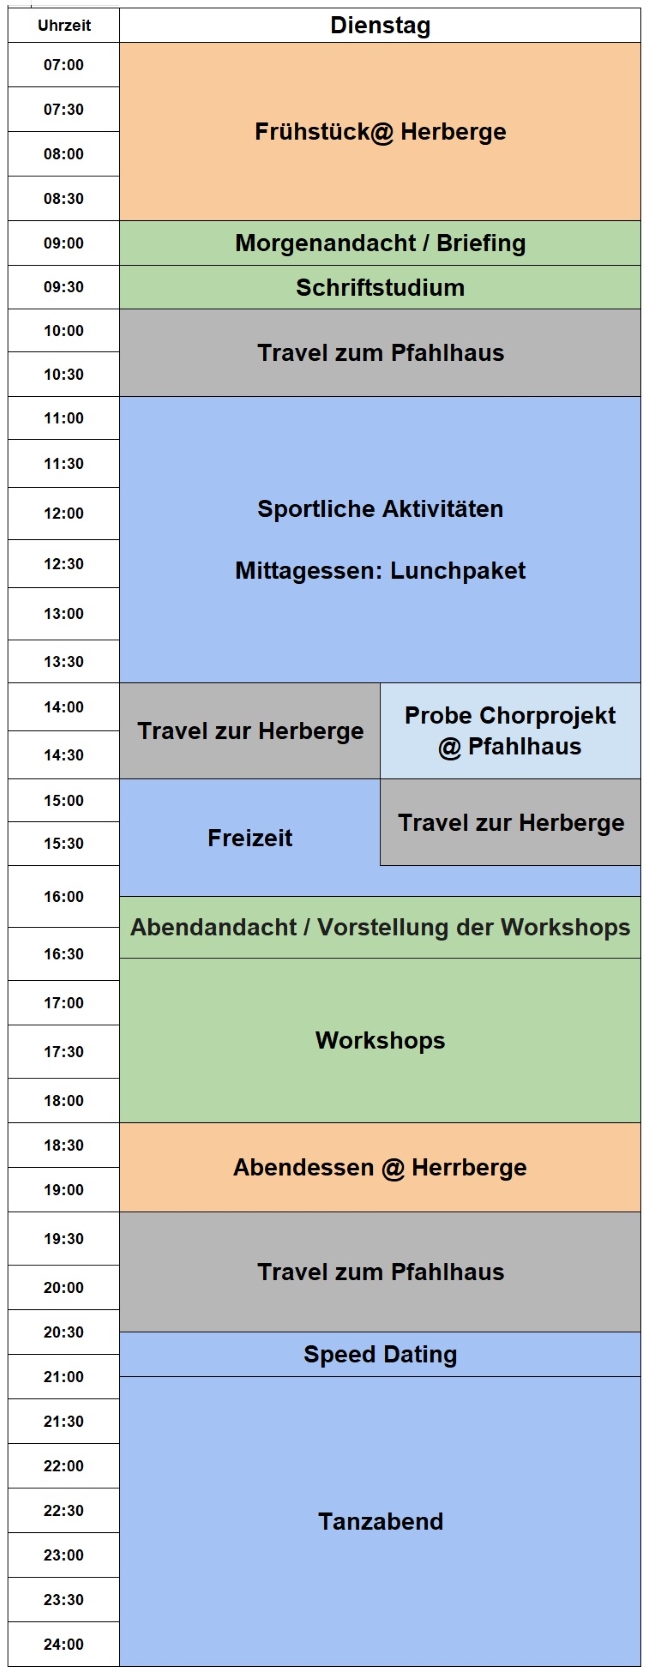 Uhrzeit
Dienstag
07:00
07:30
Frühstück@ Herberge
08:00
08:30
09:00
Morgenandacht / Briefing
09:30
Schriftstudium
10:00
Travel zum Pfahlhaus
10:30
11:00
11:30
12:00
Sportliche Aktivitäten
12:30
Mittagessen: Lunchpaket
13:00
13:30
14:00
14:30
Travel zur Herberge
Probe Chorprojekt
@ Pfahlhaus
15:00
15:30
Freizeit
Travel zur Herberge
16:00
Abendandacht / Vorstellung der Workshops
16:30
17:00
Workshops
17:30
18:00
18:30
Abendessen @ Herrberge
19:00
19:30
Travel zum Pfahlhaus
20:00
20:30
Speed Dating
21:00
21:30
22:00
22:30
Tanzabend
23:00
23:30
24:00